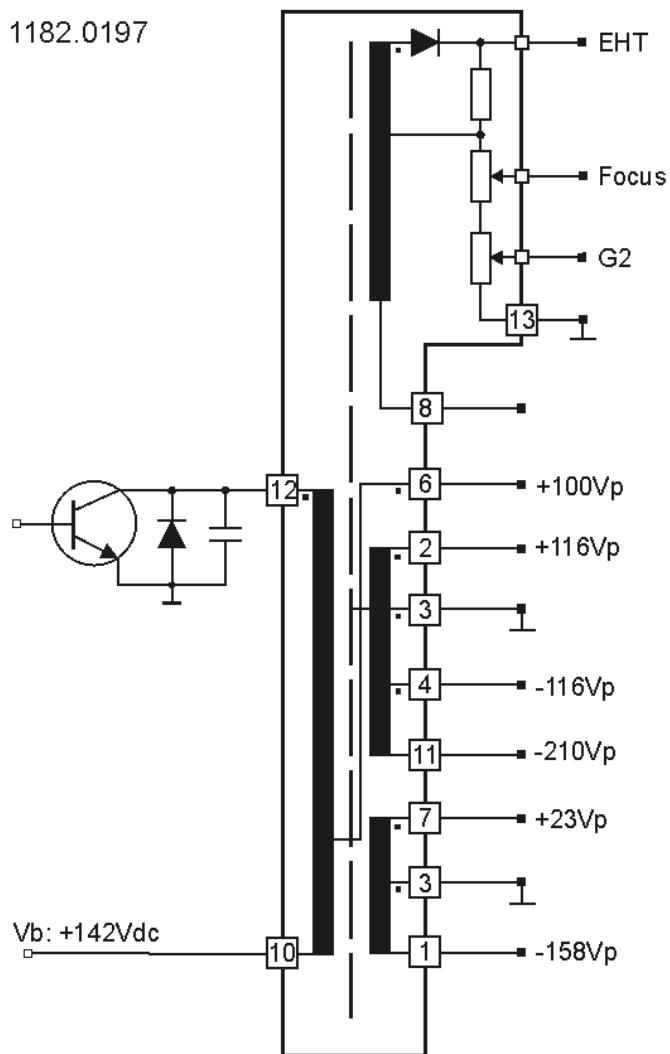 1182.0197
EHT
Focus
G2
13
8
12
6 +100Vp
2 +116Vp
3
4 -116Vp
11 -210Vp
7 +23Vp
3
Vb: +142Vdc
10
1 -158Vp